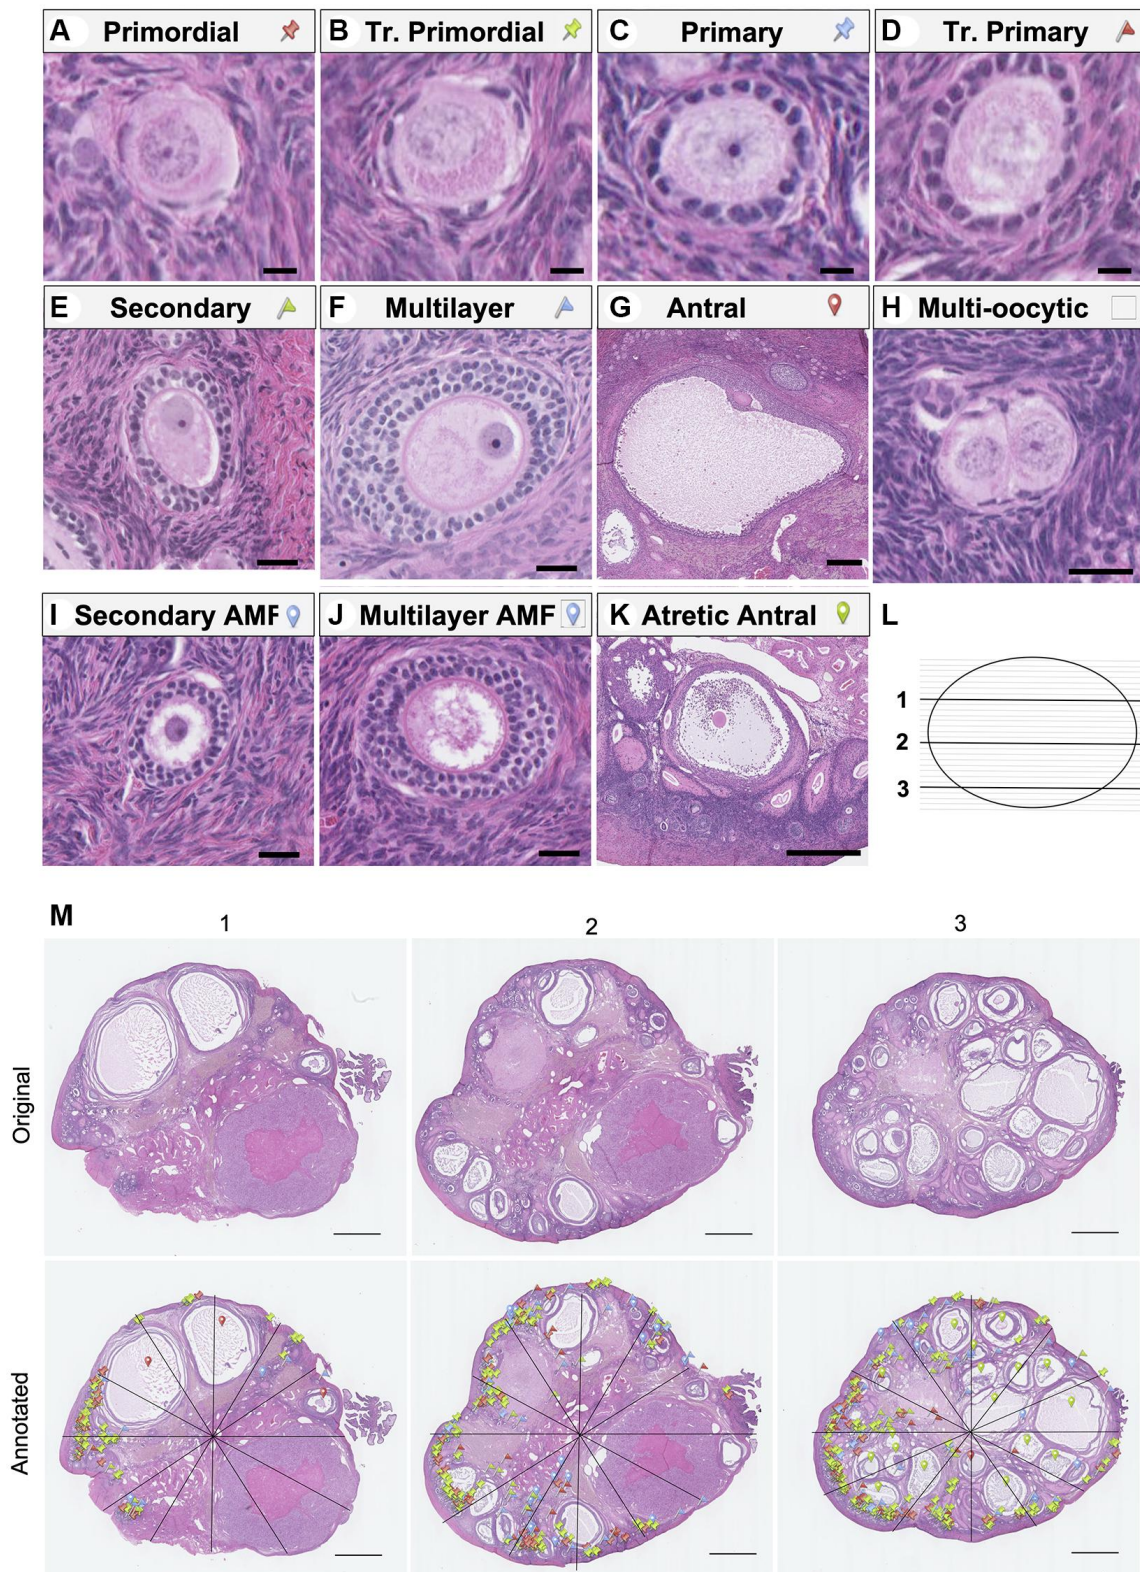 A Primordial
B Tr. Primordial
C Primary
D Tr. Primary
E Secondary
F Multilayer
G Antral
H Multi-oocytic
I Secondary AMF
J Multilayer AMF
K Atretic Antral
L
1
2
3
M
1 2 3
Original
Annotated